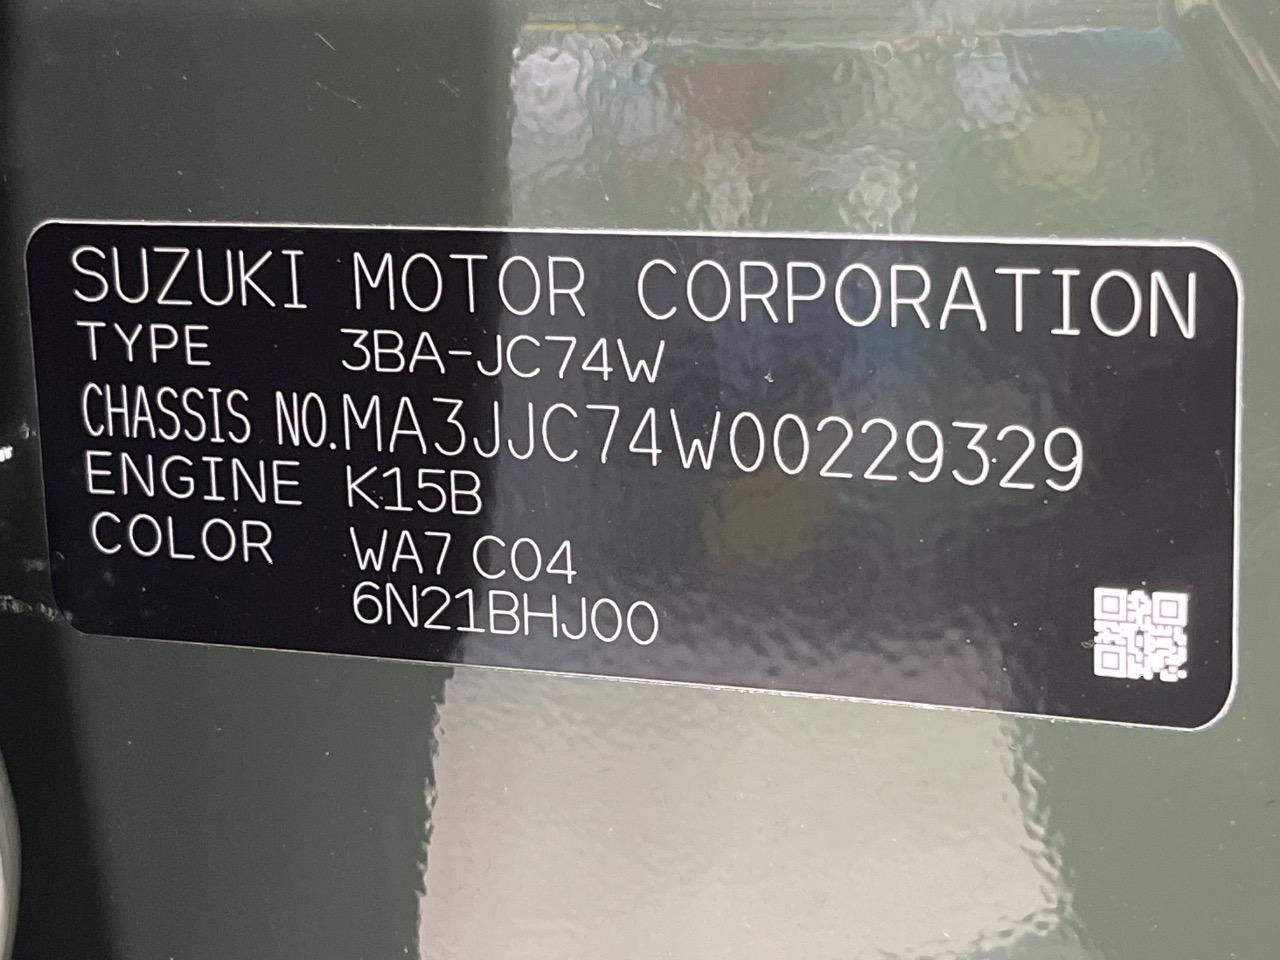 SUZUKI MOTOR CORPORATION
TYPE 3BA-JC74W
CHASSIS NO. MA3JJC74W00229329
ENGINE K15B
COLOR WA7 C04
6N21BHJ00